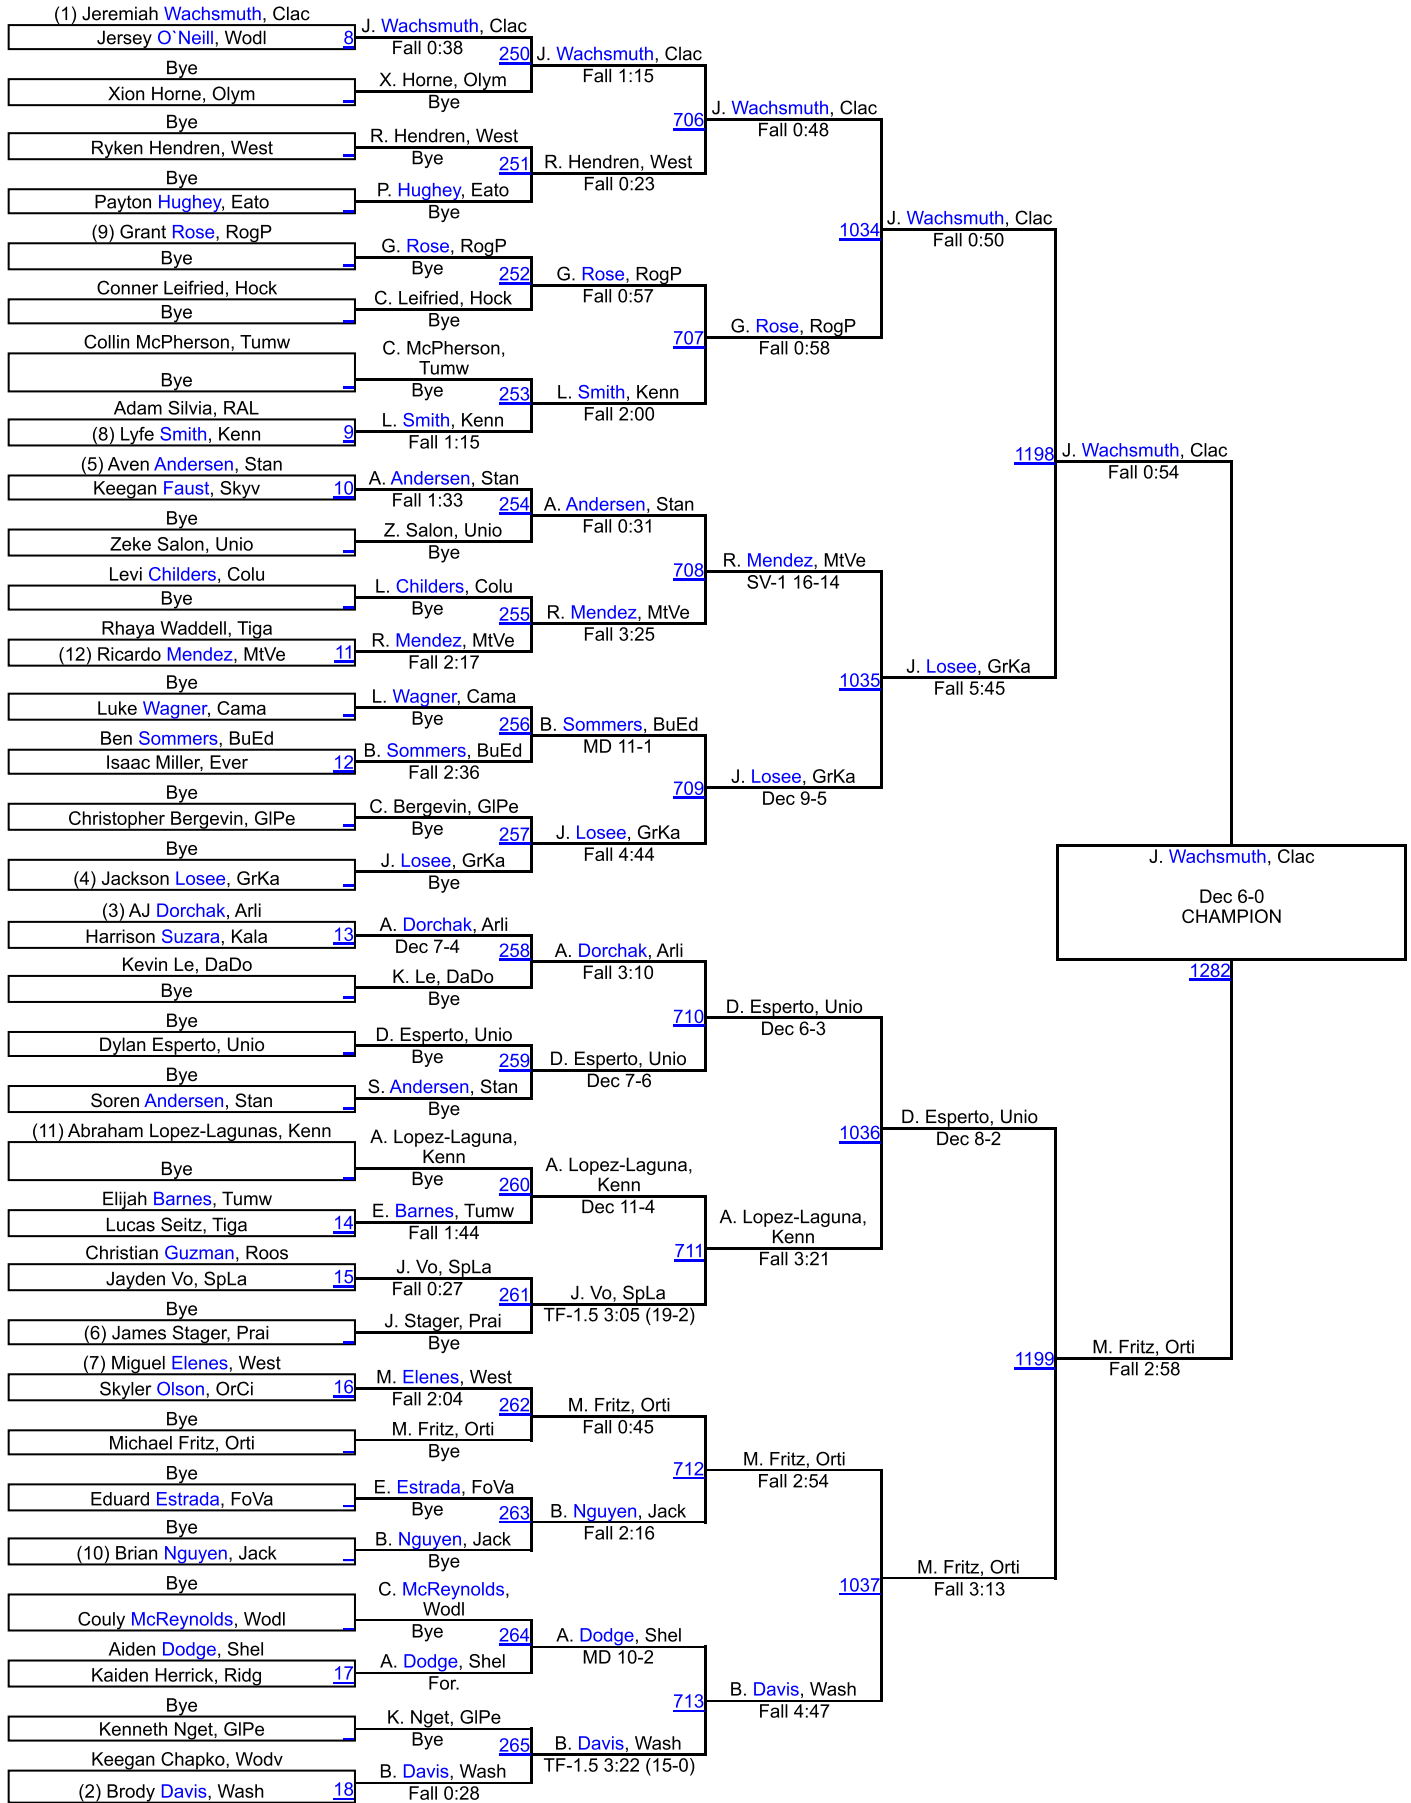 (1) Jeremiah Wachsmuth, Clac
Jersey O`Neill, Wodl 8
Bye
Xion Horne, Olym
Bye
Ryken Hendren, West
Bye
Payton Hughey, Eato
(9) Grant Rose, RogP
Bye
Conner Leifried, Hock
Bye
Collin McPherson, Tumw
Bye
Adam Silvia, RAL
(8) Lyfe Smith, Kenn 9
(5) Aven Andersen, Stan
Keegan Faust, Skyv 10
Bye
Zeke Salon, Unio
Levi Childers, Colu
Bye
Rhaya Waddell, Tiga
(12) Ricardo Mendez, MtVe 11
Bye
Luke Wagner, Cama
Ben Sommers, BuEd
Isaac Miller, Ever 12
Bye
Christopher Bergevin, GlPe
Bye
(4) Jackson Losee, GrKa
(3) AJ Dorchak, Arli
Harrison Suzara, Kala 13
Kevin Le, DaDo
Bye
Bye
Dylan Esperto, Unio
Bye
Soren Andersen, Stan
(11) Abraham Lopez-Lagunas, Kenn
Bye
Elijah Barnes, Tumw
Lucas Seitz, Tiga 14
Christian Guzman, Roos
Jayden Vo, SpLa 15
Bye
(6) James Stager, Prai
(7) Miguel Elenes, West
Skyler Olson, OrCi 16
Bye
Michael Fritz, Orti
Bye
Eduard Estrada, FoVa
Bye
(10) Brian Nguyen, Jack
Bye
Couly McReynolds, Wodl
Aiden Dodge, Shel
Kaiden Herrick, Ridg 17
Bye
Kenneth Nget, GlPe
Keegan Chapko, Wodv
(2) Brody Davis, Wash 18
J. Wachsmuth, Clac
Fall 0:38
250
X. Horne, Olym
Bye
R. Hendren, West
Bye
251
P. Hughey, Eato
Bye
G. Rose, RogP
Bye
252
C. Leifried, Hock
Bye
C. McPherson,
Tumw
Bye
253
L. Smith, Kenn
Fall 1:15
A. Andersen, Stan
Fall 1:33
254
Z. Salon, Unio
Bye
L. Childers, Colu
Bye
255
R. Mendez, MtVe
Fall 2:17
L. Wagner, Cama
Bye
256
B. Sommers, BuEd
Fall 2:36
C. Bergevin, GlPe
Bye
257
J. Losee, GrKa
Bye
A. Dorchak, Arli
Dec 7-4
258
K. Le, DaDo
Bye
D. Esperto, Unio
Bye
259
S. Andersen, Stan
Bye
A. Lopez-Laguna,
Kenn
Bye
260
E. Barnes, Tumw
Fall 1:44
J. Vo, SpLa
Fall 0:27
261
J. Stager, Prai
Bye
M. Elenes, West
Fall 2:04
262
M. Fritz, Orti
Bye
E. Estrada, FoVa
Bye
263
B. Nguyen, Jack
Bye
C. McReynolds,
Wodl
Bye
264
A. Dodge, Shel
For.
K. Nget, GlPe
Bye
265
B. Davis, Wash
Fall 0:28
J. Wachsmuth, Clac
Fall 1:15
706
R. Hendren, West
Fall 0:23
G. Rose, RogP
Fall 0:57
707
L. Smith, Kenn
Fall 2:00
A. Andersen, Stan
Fall 0:31
708
R. Mendez, MtVe
Fall 3:25
B. Sommers, BuEd
MD 11-1
709
J. Losee, GrKa
Fall 4:44
A. Dorchak, Arli
Fall 3:10
710
D. Esperto, Unio
Dec 7-6
A. Lopez-Laguna,
Kenn
Dec 11-4
711
J. Vo, SpLa
TF-1.5 3:05 (19-2)
M. Fritz, Orti
Fall 0:45
712
B. Nguyen, Jack
Fall 2:16
A. Dodge, Shel
MD 10-2
713
B. Davis, Wash
TF-1.5 3:22 (15-0)
J. Wachsmuth, Clac
Fall 0:48
1034
G. Rose, RogP
Fall 0:58
R. Mendez, MtVe
SV-1 16-14
1035
J. Losee, GrKa
Dec 9-5
D. Esperto, Unio
Dec 6-3
1036
A. Lopez-Laguna,
Kenn
Fall 3:21
M. Fritz, Orti
Fall 2:54
1037
B. Davis, Wash
Fall 4:47
J. Wachsmuth, Clac
Fall 0:50
1198
J. Losee, GrKa
Fall 5:45
D. Esperto, Unio
Dec 8-2
1199
M. Fritz, Orti
Fall 3:13
J. Wachsmuth, Clac
Fall 0:54
M. Fritz, Orti
Fall 2:58
J. Wachsmuth, Clac
Dec 6-0
CHAMPION
1282